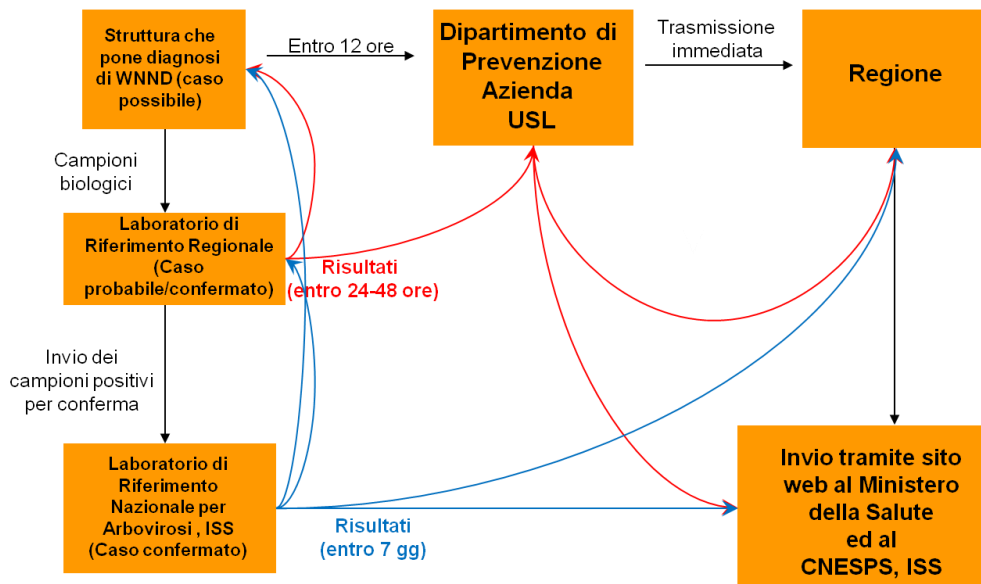 Struttura che
pone diagnosi
di WNND (caso
possibile)
Entro 12 ore
Dipartimento di
Prevenzione
Azienda
USL
Trasmissione
immediata
Regione
Campioni
biologici
Laboratorio di
Riferimento Regionale
(Caso
probabile/confermato)
Risultati
(entro 24-48 ore)
Invio dei
campioni positivi
per conferma
Laboratorio di
Riferimento
Nazionale per
Arbovirosi , ISS
(Caso confermato)
Risultati
(entro 7 gg)
Invio tramite sito
web al Ministero
della Salute
ed al
CNESPS, ISS